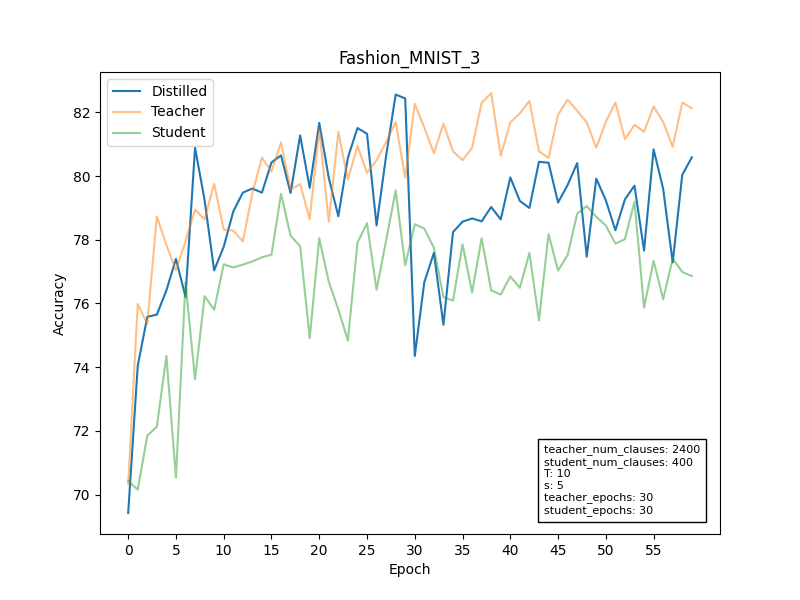 Fashion_MNIST_3
Distilled
Teacher
Student
82
80
78
76
74
72
70
Accuracy
teacher_num_clauses: 2400
student_num_clauses: 400
T: 10
s: 5
teacher_epochs: 30
student_epochs: 30
0 5 10 15 20 25 30 35 40 45 50 55
Epoch